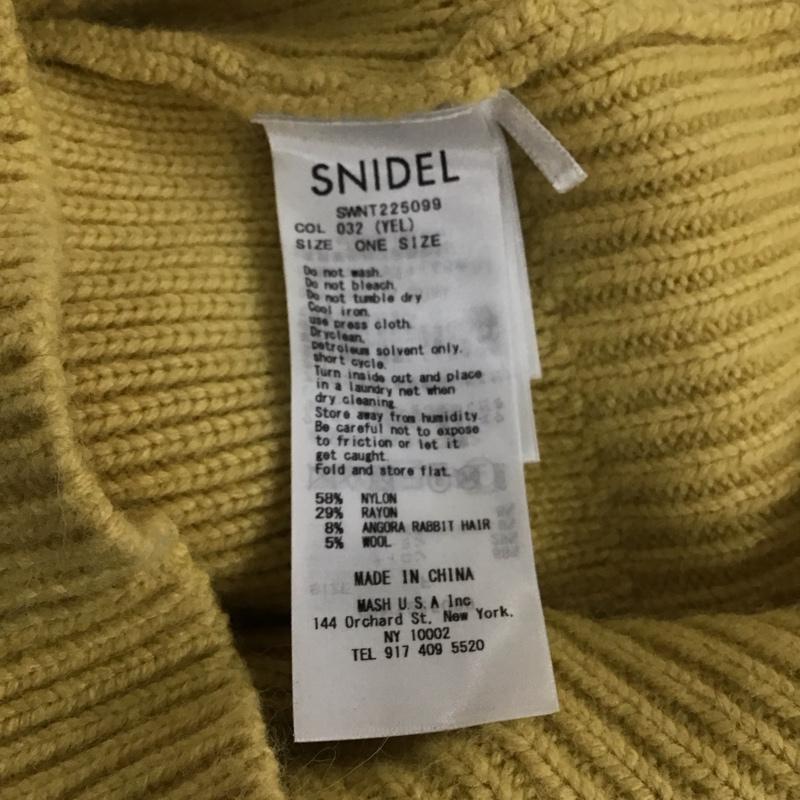 SNIDEL
SWNT225099
COL 032 (YEL)
SIZE ONE SIZE
Do not wash.
Do not bleach.
Do not tumble dry
Cool iron.
use press cloth.
Dryclean,
petroleum solvent only.
short cycle.
Turn inside out and place
in a laundry net when
dry cleaning.
Store away from humidity.
Be careful not to expose
to friction or let it
get caught.
Fold and store flat.
58% NYLON
29% RAYON
8% ANGORA RABBIT HAIR
5% WOOL
MADE IN CHINA
MASH U.S.A Inc
144 Orchard St, New York,
NY 10002
TEL 917 409 5520